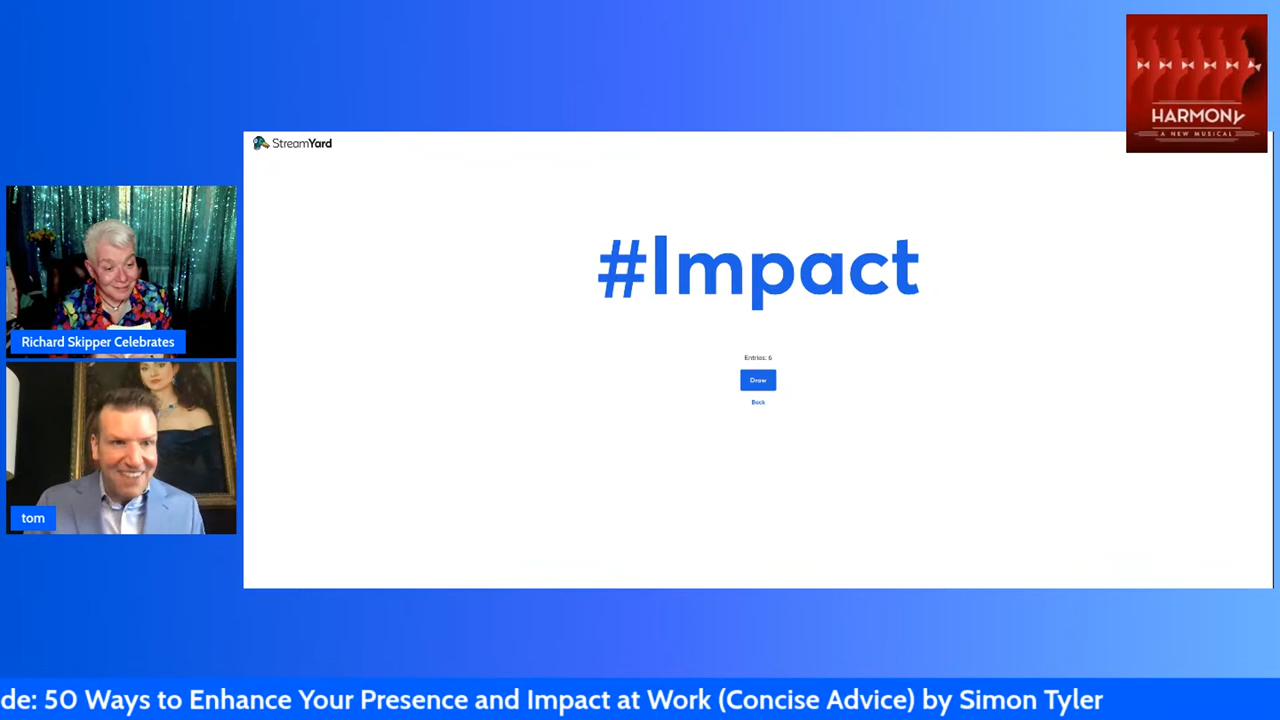 HARMONY
A NEW MUSICAL
StreamYard
#Impact
Entries: 6
Draw
Back
Richard Skipper Celebrates
tom
de: 50 Ways to Enhance Your Presence and Impact at Work (Concise Advice) by Simon Tyler